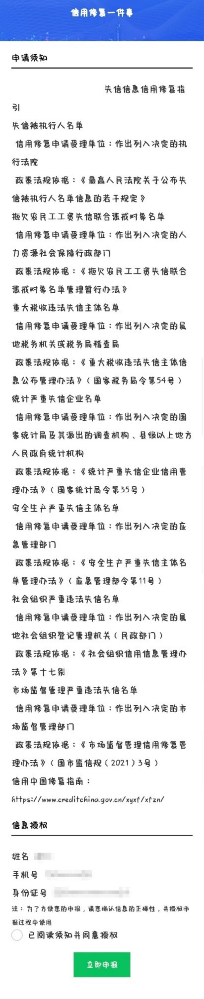 信用修复一件事
申请须知
失信信息信用修复指
引
失信被执行人名单
信用修复申请受理单位：作出列入决定的执
行法院
政策法规依据：《最高人民法院关于公布失
信被执行人名单信息的若干规定》
拖欠农民工工资失信联合惩戒对象名单
信用修复申请受理单位：作出列入决定的人
力资源社会保障行政部门
政策法规依据：《拖欠农民工工资失信联合
惩戒对象名单管理暂行办法》
重大税收违法失信主体名单
信用修复申请受理单位：作出列入决定的属
地税务机关或税务局稽查局
政策法规依据：《重大税收违法失信主体信
息公布管理办法》（国家税务局令第54号）
统计严重失信企业名单
信用修复申请受理单位：作出列入决定的国
家统计局及其派出的调查机构、县级以上地方
人民政府统计机构
政策法规依据：《统计严重失信企业信用管
理办法》（国家统计局令第35号）
安全生产严重失信主体名单
信用修复申请受理单位：作出列入决定的应
急管理部门
政策法规依据：《安全生产严重失信主体名
单管理办法》（应急管理部令第11号）
社会组织严重违法失信名单
信用修复申请受理单位：作出列入决定的属
地社会组织登记管理机关（民政部门）
政策法规依据：《社会组织信用信息管理办
法》第十七条
市场监督管理严重违法失信名单
信用修复申请受理单位：作出列入决定的市
场监督管理部门
政策法规依据：《市场监督管理信用修复管
理办法》（国市监信规（2021）3号）
信用中国修复指南：
https://www.creditchina.gov.cn/xyxf/xfzn/
信息授权
姓名
手机号
身份证号
注：为了方便您的申报，请您确认信息的正确性，并授权申
报过程中使用
已阅读须知并同意授权
立即申报